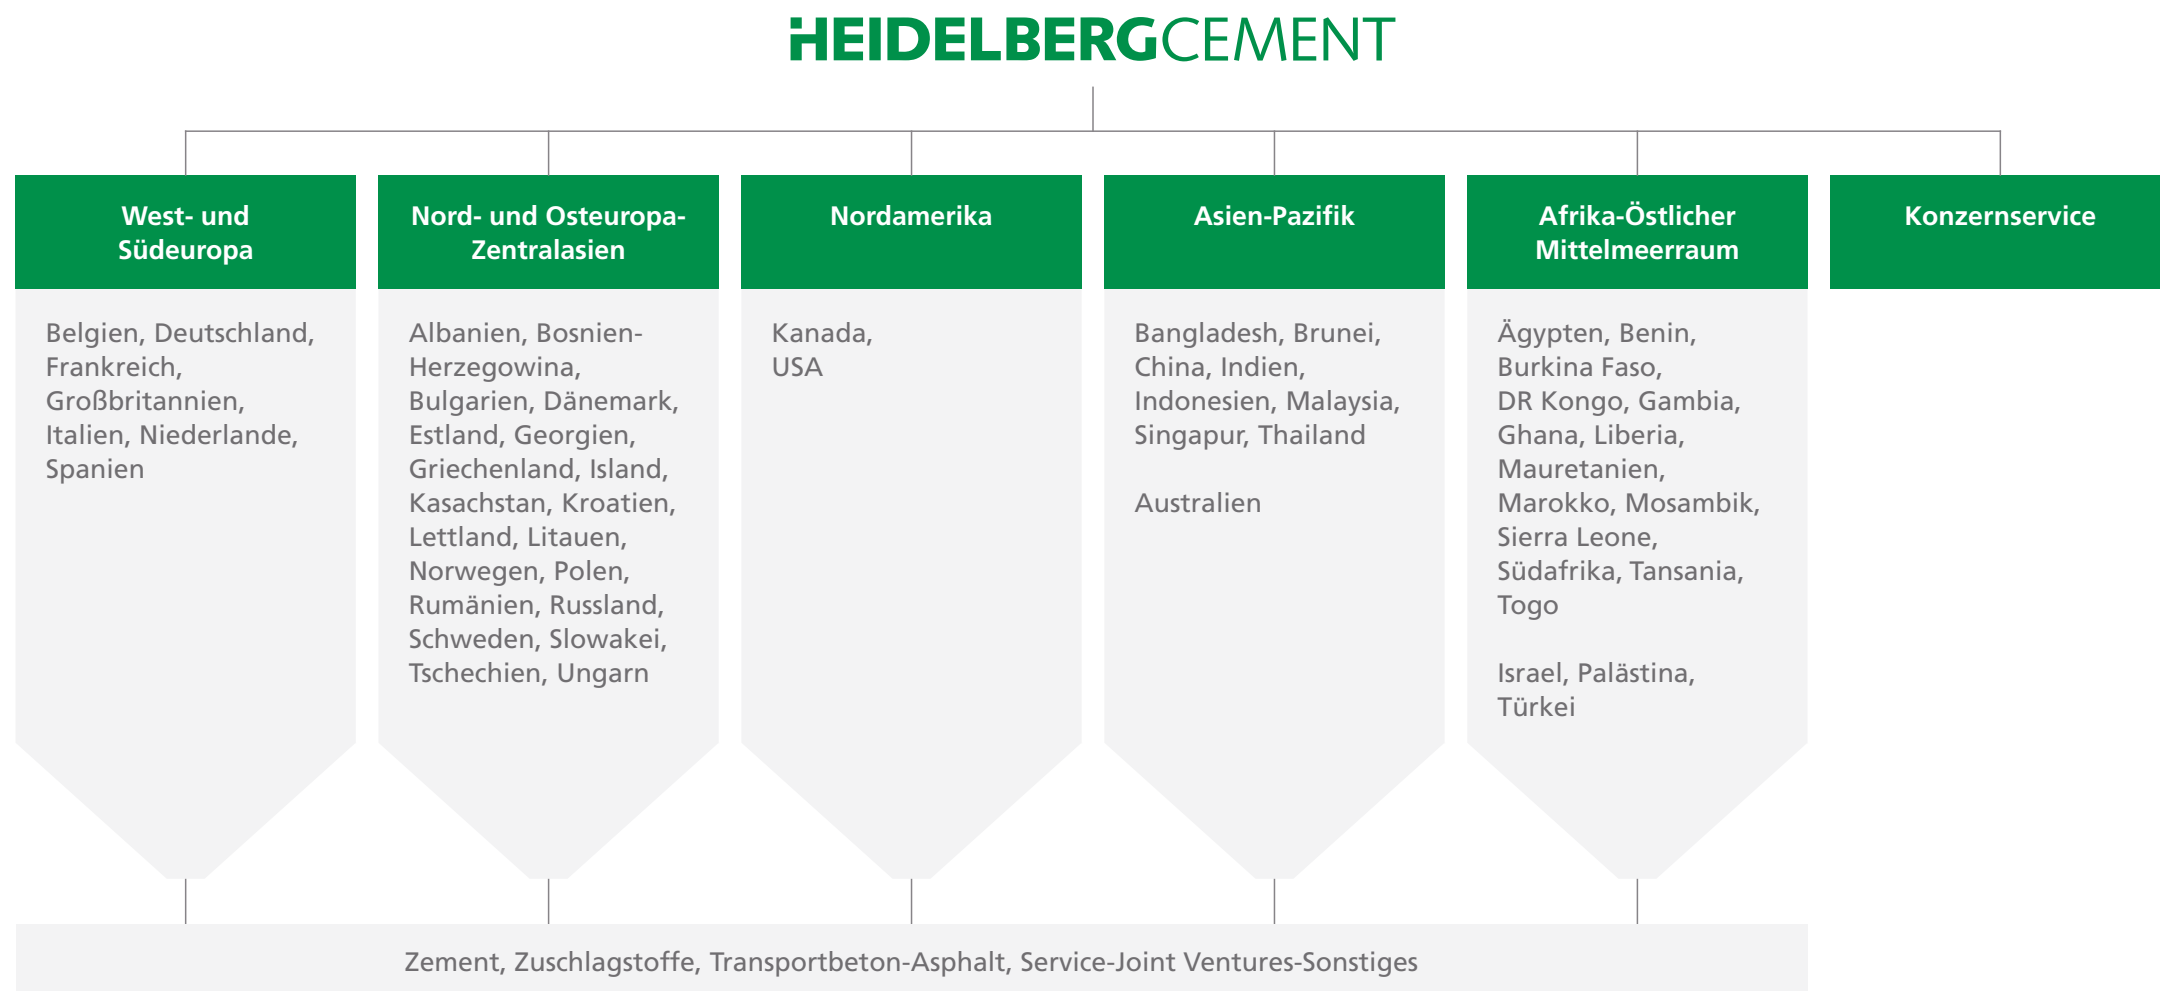 HEIDELBERGCEMENT
West- und
Südeuropa
Belgien, Deutschland,
Frankreich,
Großbritannien,
Italien, Niederlande,
Spanien
Nord- und Osteuropa-
Zentralasien
Albanien, Bosnien-
Herzegowina,
Bulgarien, Dänemark,
Estland, Georgien,
Griechenland, Island,
Kasachstan, Kroatien,
Lettland, Litauen,
Norwegen, Polen,
Rumänien, Russland,
Schweden, Slowakei,
Tschechien, Ungarn
Nordamerika
Kanada,
USA
Asien-Pazifik
Bangladesh, Brunei,
China, Indien,
Indonesien, Malaysia,
Singapur, Thailand
Australien
Afrika-Östlicher
Mittelmeerraum
Ägypten, Benin,
Burkina Faso,
DR Kongo, Gambia,
Ghana, Liberia,
Mauretanien,
Marokko, Mosambik,
Sierra Leone,
Südafrika, Tansania,
Togo
Israel, Palästina,
Türkei
Konzernservice
Zement, Zuschlagstoffe, Transportbeton-Asphalt, Service-Joint Ventures-Sonstiges